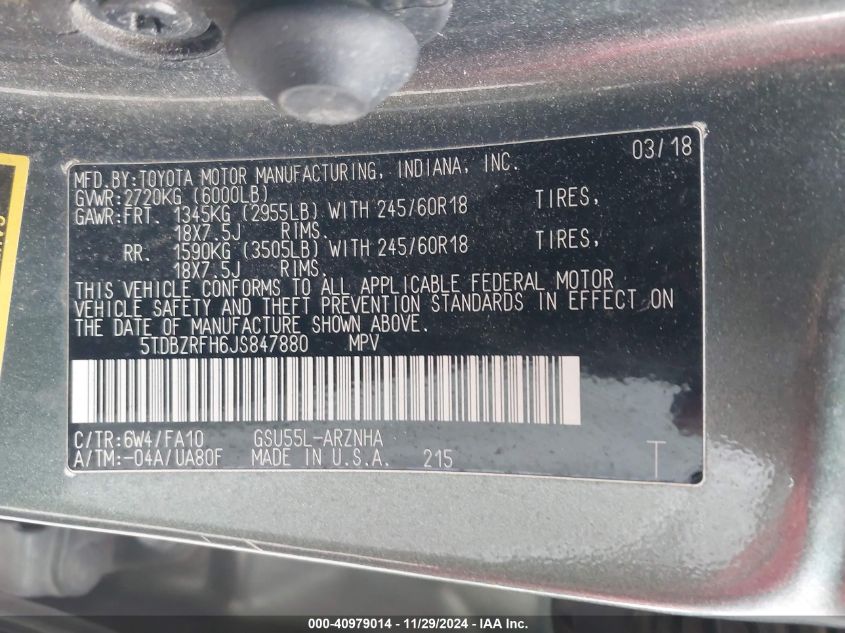 MFD.BY:TOYOTA MOTOR MANUFACTURING, INDIANA, INC. 03/18
GVWR:2720KG (6000LB)
GAWR:FRT. 1345KG (2955LB) WITH 245/60R18 TIRES,
18X7.5J RIMS.
RR. 1590KG (3505LB) WITH 245/60R18 TIRES,
18X7.5J RIMS.
THIS VEHICLE CONFORMS TO ALL APPLICABLE FEDERAL MOTOR
VEHICLE SAFETY AND THEFT PREVENTION STANDARDS IN EFFECT ON
THE DATE OF MANUFACTURE SHOWN ABOVE.
5TDBZRFH6JS847880 MPV
C/TR:6W4/FA10 GSU55L-ARZNHA
A/TM:-04A/UA80F MADE IN U.S.A. 215 T
000-40979014 - 11/29/2024 - IAA Inc.